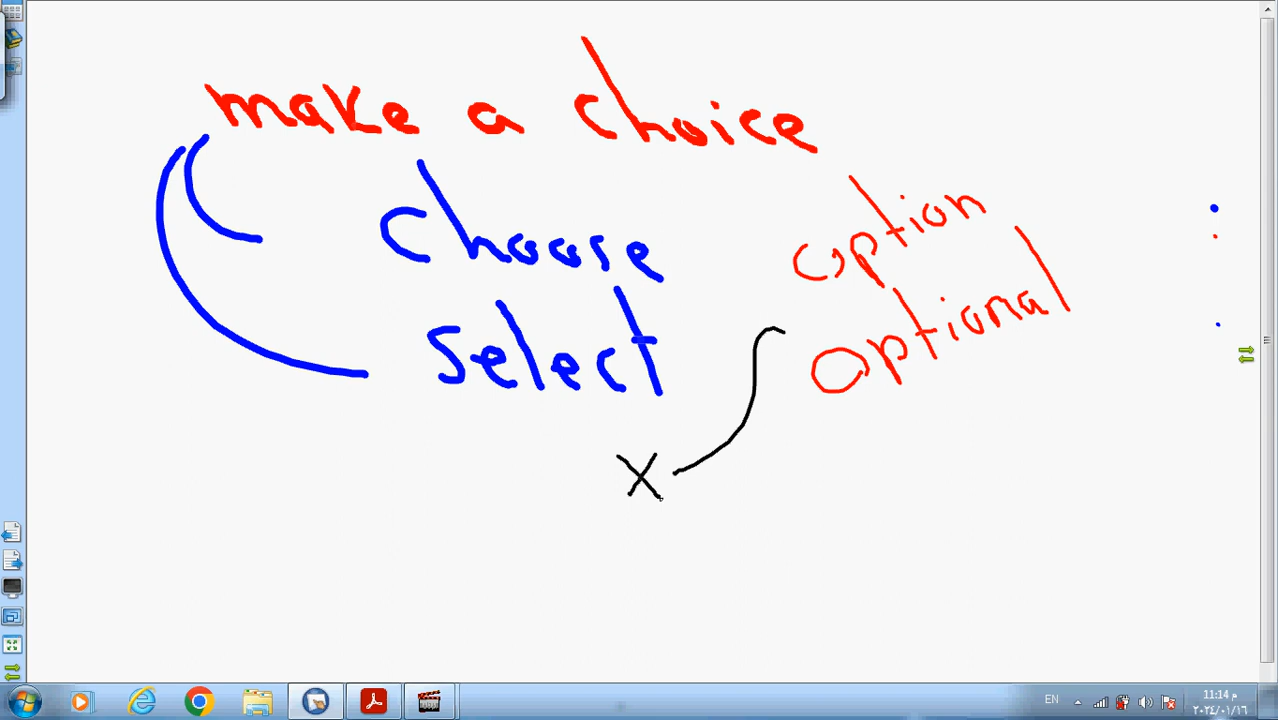 make a choice
choose
option
select
optional
X
EN
11:14 م
٢٠٢٤/٠١/١٦